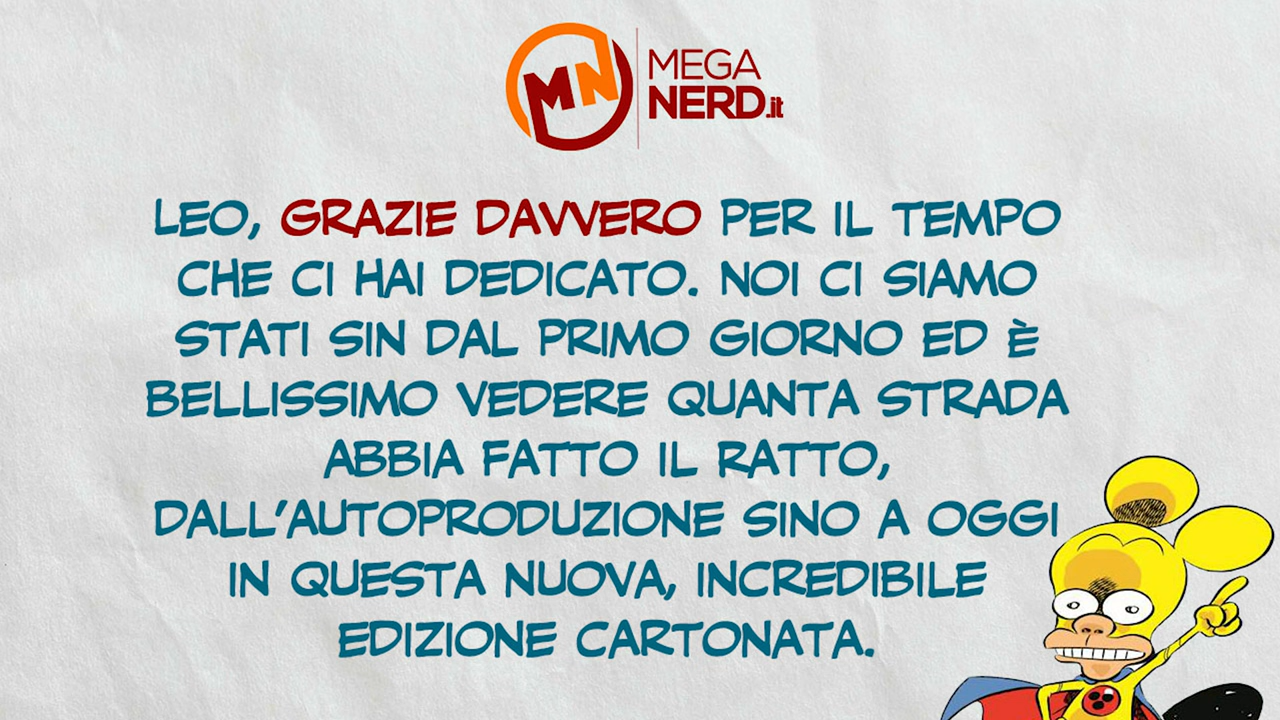 MN
MEGA
NERD.it
LEO, GRAZIE DAVVERO PER IL TEMPO
CHE CI HAI DEDICATO. NOI CI SIAMO
STATI SIN DAL PRIMO GIORNO ED È
BELLISSIMO VEDERE QUANTA STRADA
ABBIA FATTO IL RATTO,
DALL'AUTOPRODUZIONE SINO A OGGI
IN QUESTA NUOVA, INCREDIBILE
EDIZIONE CARTONATA.